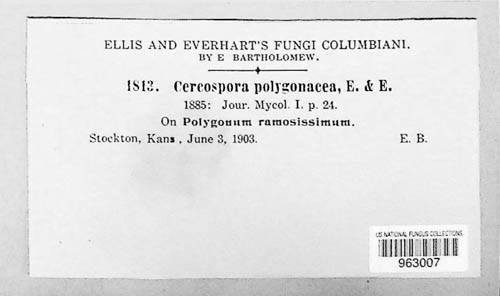 ELLIS AND EVERHART'S FUNGI COLUMBIANI.
BY E BARTHOLOMEW.
1813. Cercospora polygonacea, E. & E.
1885: Jour. Mycol. I. p. 24.
On Polygonum ramosissimum.
Stockton, Kans, June 3, 1903. E. B.
US NATIONAL FUNGUS COLLECTIONS
963007